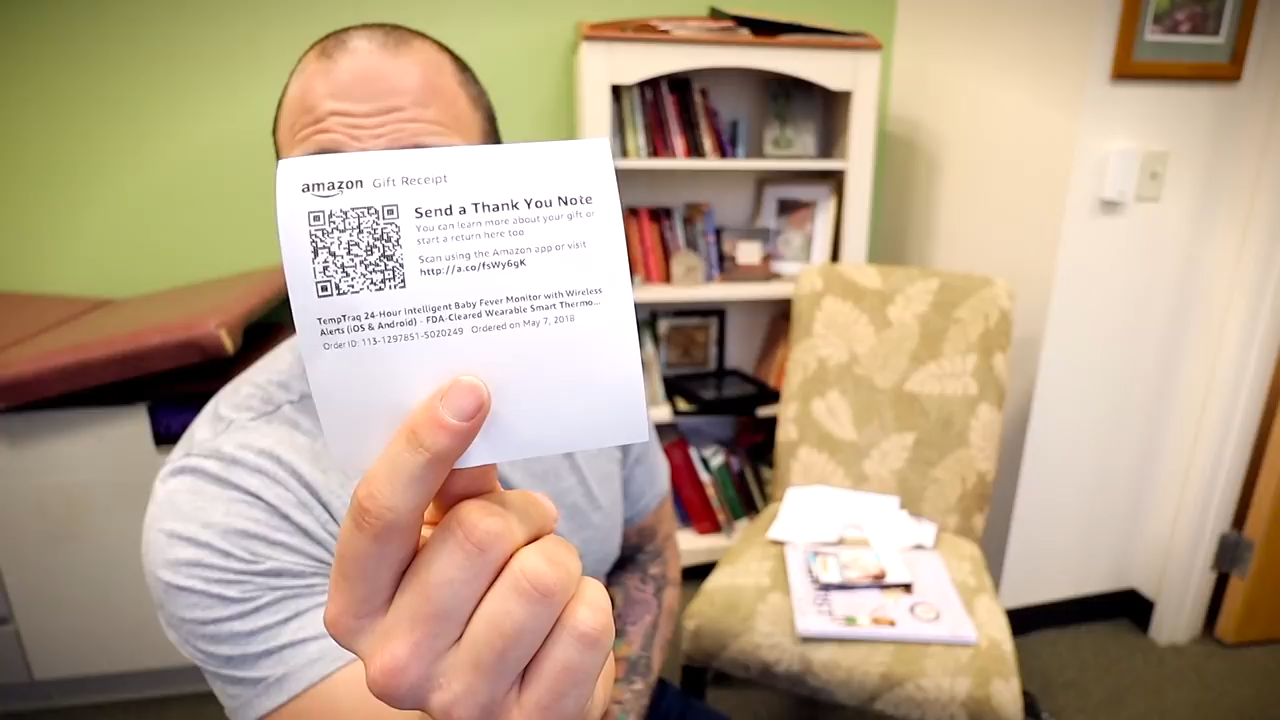 amazon Gift Receipt
Send a Thank You Note
You can learn more about your gift or
start a return here too
Scan using the Amazon app or visit
http://a.co/fsWy6gK
TempTraq 24-Hour Intelligent Baby Fever Monitor with Wireless
Alerts (iOS & Android) - FDA-Cleared Wearable Smart Thermo...
Order ID: 113-1297851-5020249 Ordered on May 7, 2018